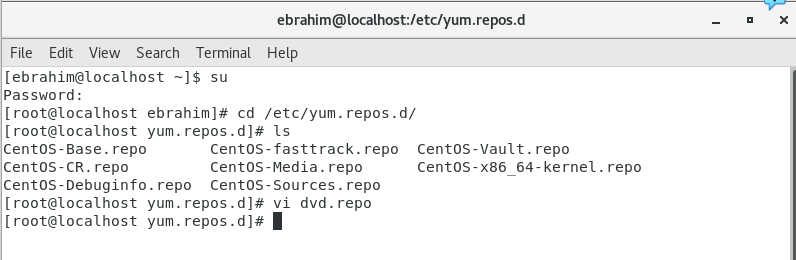 ebrahim@localhost:/etc/yum.repos.d
File Edit View Search Terminal Help
[ebrahim@localhost ~]$ su
Password:
[root@localhost ebrahim]# cd /etc/yum.repos.d/
[root@localhost yum.repos.d]# ls
CentOS-Base.repo       CentOS-fasttrack.repo  CentOS-Vault.repo
CentOS-CR.repo         CentOS-Media.repo      CentOS-x86_64-kernel.repo
CentOS-Debuginfo.repo  CentOS-Sources.repo
[root@localhost yum.repos.d]# vi dvd.repo
[root@localhost yum.repos.d]#